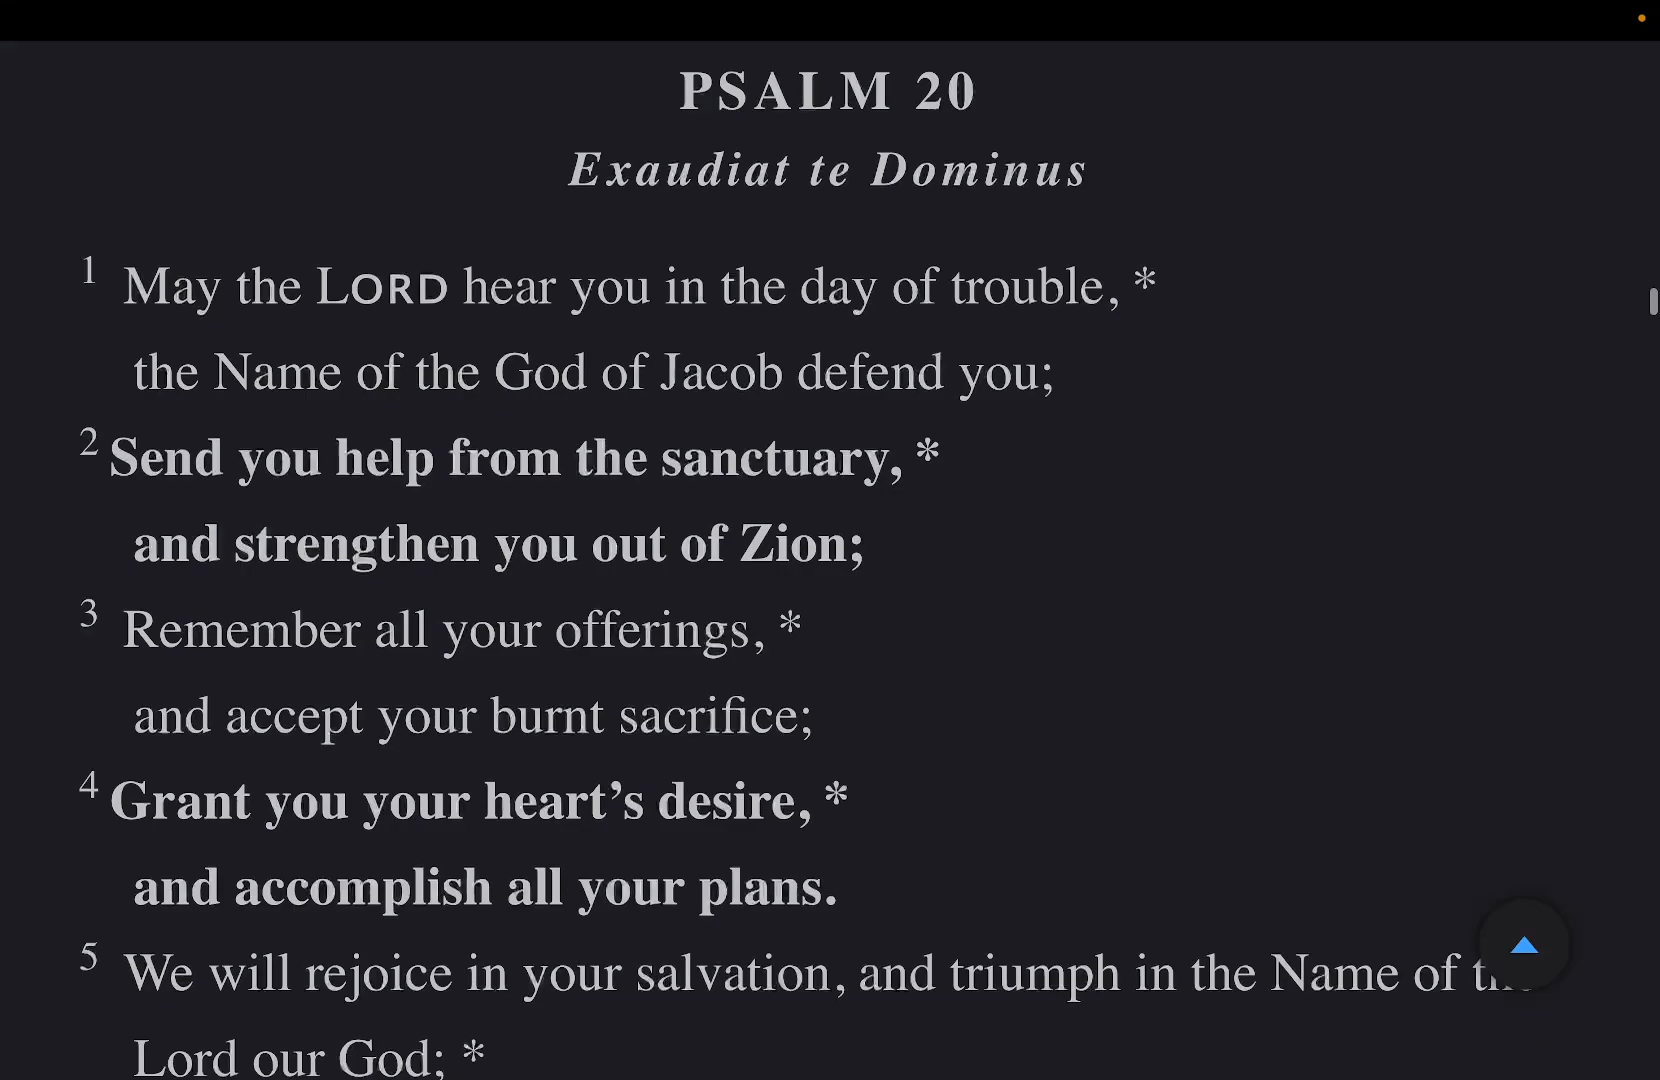 PSALM 20
Exaudiat te Dominus
1 May the LORD hear you in the day of trouble, *
the Name of the God of Jacob defend you;
2 Send you help from the sanctuary, *
and strengthen you out of Zion;
3 Remember all your offerings, *
and accept your burnt sacrifice;
4 Grant you your heart’s desire, *
and accomplish all your plans.
5 We will rejoice in your salvation, and triumph in the Name of
Lord our God; *